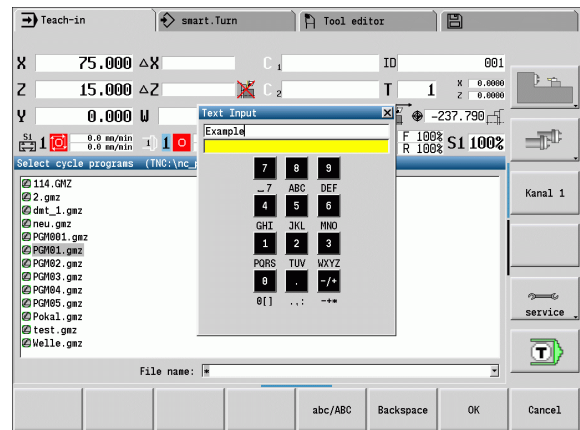 Teach-in smart.Turn Tool editor
X 75.000 △X C 1 ID 001
Z 15.000 △Z C 2 T 1 X 0.0000
Z 0.0000
Y 0.000 U -237.790
S1 1 0.0 mm/min 0.0 mm/min 1) 1 0 F 100% R 100% S1 100%
Text Input
Example
7 8 9
_7 ABC DEF
4 5 6
GHI JKL MNO
1 2 3
PQRS TUV WXYZ
0 . -/+
0[] .,: -+*
Select cycle programs (TNC:\nc_
114.GMZ
2.gmz
dmt_1.gmz
neu.gmz
PGM001.gmz
PGM01.gmz
PGM02.gmz
PGM03.gmz
PGM04.gmz
PGM05.gmz
Pokal.gmz
test.gmz
Welle.gmz
File name: *
Kanal 1
service
T
abc/ABC Backspace OK Cancel